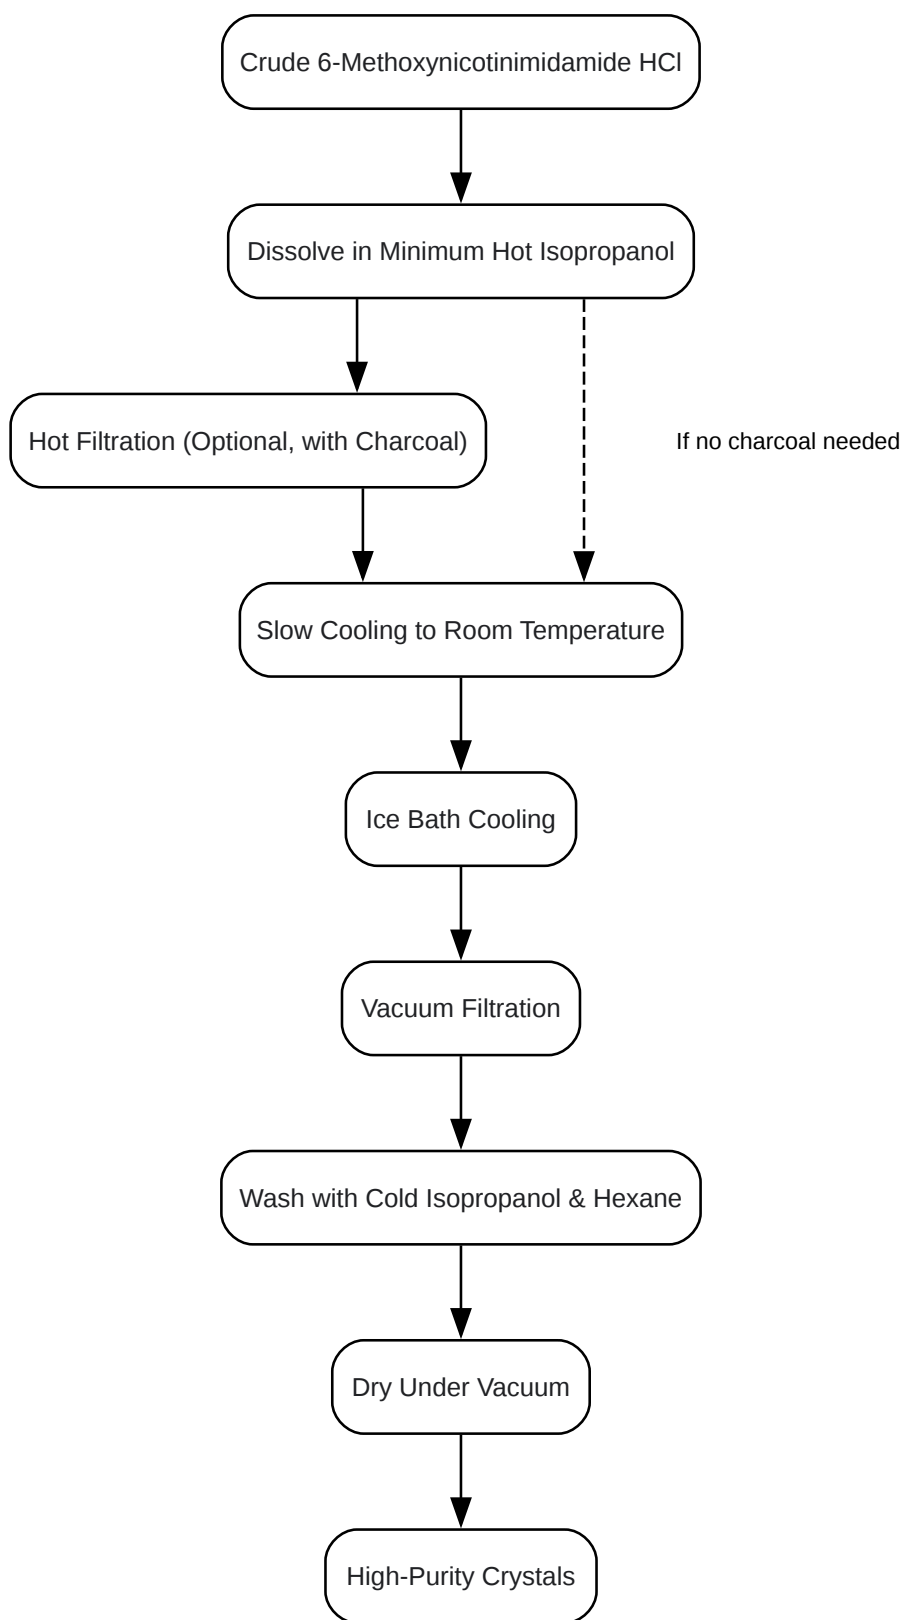 Crude 6-Methoxynicotinimidamide HCl
Dissolve in Minimum Hot Isopropanol
Hot Filtration (Optional, with Charcoal)
If no charcoal needed
Slow Cooling to Room Temperature
Ice Bath Cooling
Vacuum Filtration
Wash with Cold Isopropanol & Hexane
Dry Under Vacuum
High-Purity Crystals